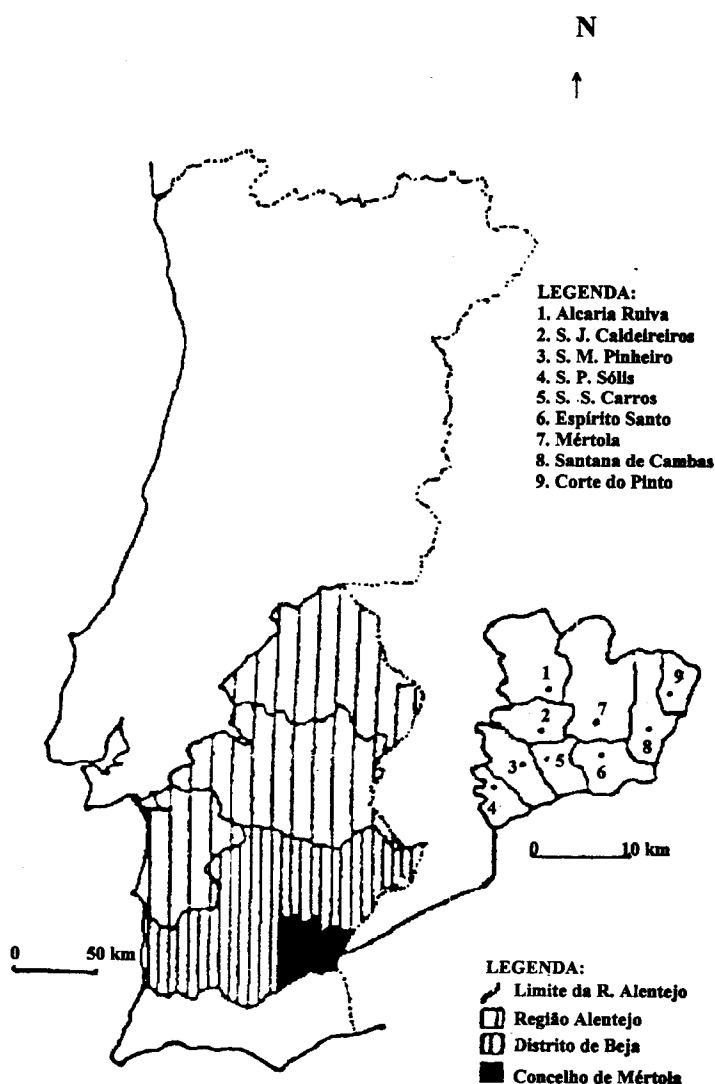 N
LEGENDA:
1. Alcaria Ruiva
2. S. J. Caldeireiros
3. S. M. Pinheiro
4. S. P. Sólis
5. S. S. Carros
6. Espírito Santo
7. Mértola
8. Santana de Cambas
9. Corte do Pinto
1
9
7
2
8
3
5
6
4
0 10 km
0 50 km
LEGENDA:
Limite da R. Alentejo
Região Alentejo
Distrito de Beja
Concelho de Mértola